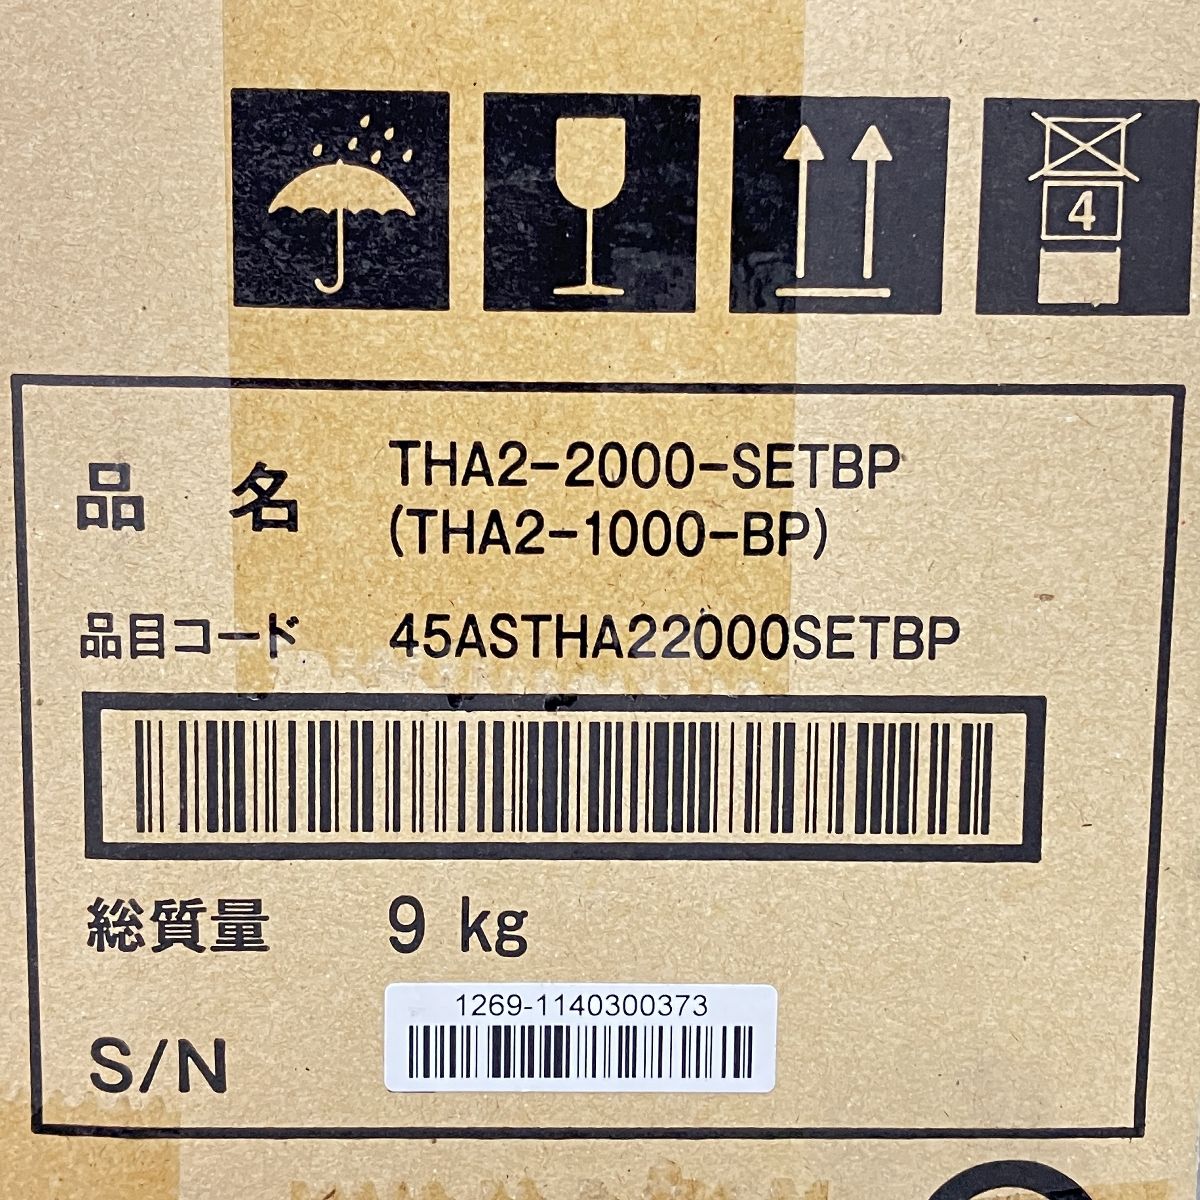 4
品名 THA2-2000-SETBP
(THA2-1000-BP)
品目コード 45ASTHA22000SETBP
総質量 9 kg
1269-1140300373
S/N